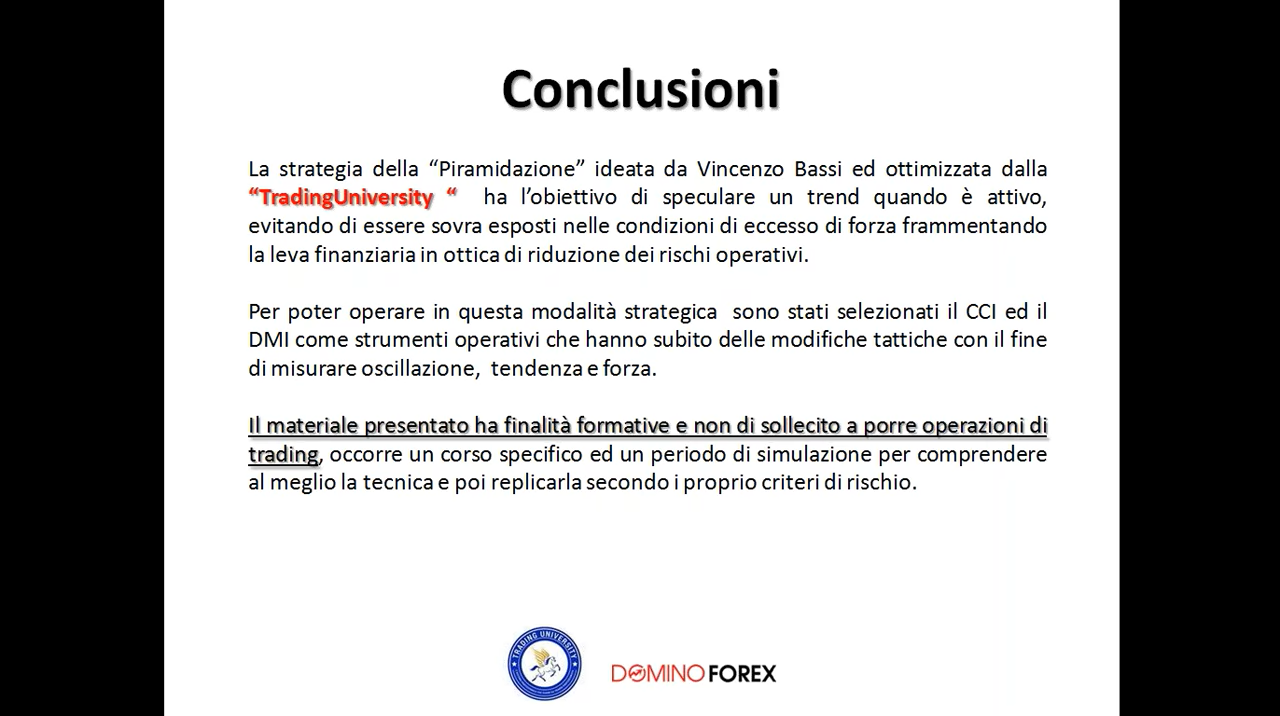 Conclusioni
La strategia della “Piramidazione” ideata da Vincenzo Bassi ed ottimizzata dalla
“TradingUniversity “ ha l’obiettivo di speculare un trend quando è attivo,
evitando di essere sovra esposti nelle condizioni di eccesso di forza frammentando
la leva finanziaria in ottica di riduzione dei rischi operativi.
Per poter operare in questa modalità strategica sono stati selezionati il CCI ed il
DMI come strumenti operativi che hanno subito delle modifiche tattiche con il fine
di misurare oscillazione, tendenza e forza.
Il materiale presentato ha finalità formative e non di sollecito a porre operazioni di
trading, occorre un corso specifico ed un periodo di simulazione per comprendere
al meglio la tecnica e poi replicarla secondo i proprio criteri di rischio.
TRADING UNIVERSITY
DOMINO FOREX